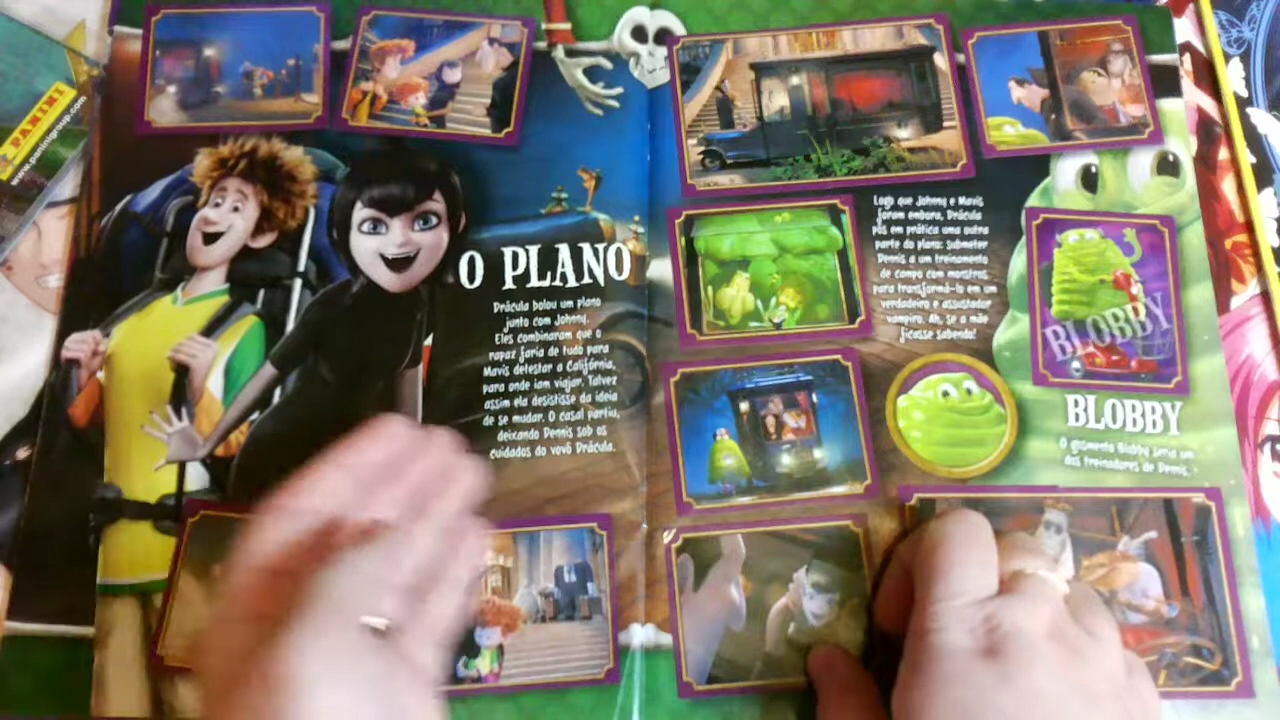 PANINI
www.paninigroup.com
O PLANO
Drácula bolou um plano
junto com Johnny.
Eles combinaram que o
rapaz faria de tudo para
Mavis detestar a Califórnia,
para onde iam viajar. Talvez
assim ela desistisse da ideia
de se mudar. O casal partiu,
deixando Dennis sob os
cuidados do vovô Drácula.
Logo que Johnny e Mavis
foram embora, Drácula
pôs em prática uma outra
parte do plano: submeter
Dennis a um treinamento
de campo com monstros
para transformá-lo em um
verdadeiro e assustador
vampiro. Ah, se a mãe
ficasse sabendo!
BLOBBY
BLOBBY
O gosmento Blobby seria um
dos treinadores de Dennis.